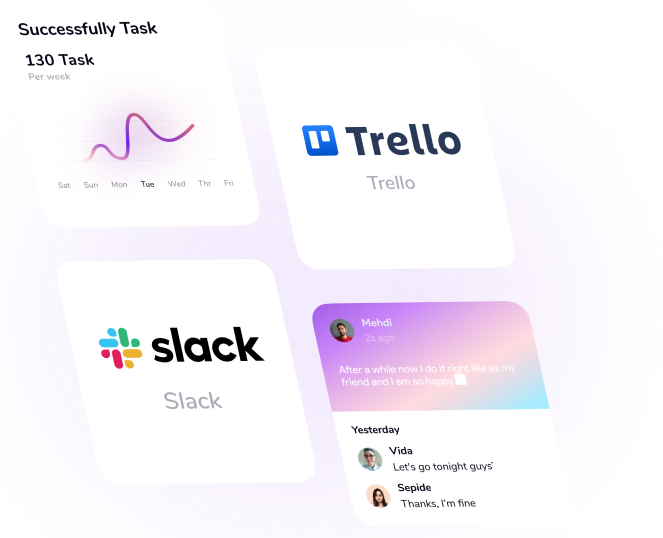 Successfully Task
130 Task
Per week
Sat Sun Mon Tue Wed Thr Fri
Trello
Trello
slack
Slack
Mehdi
2s ago
After a while now I do it right like as my
friend and I am so happy
Yesterday
Vida
Let's go tonight guys'
Sepide
Thanks, I'm fine